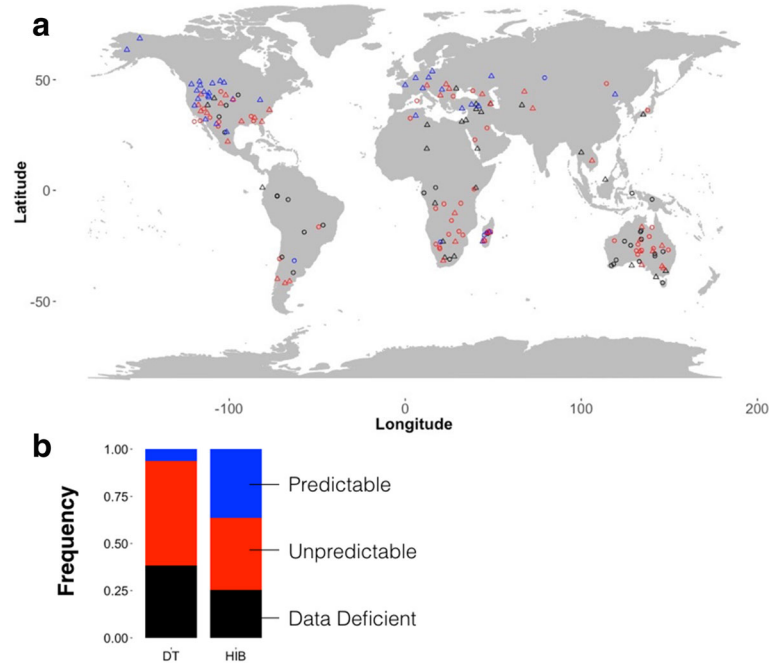 a
50
0
-50
Latitude
-100
0
100
200
Longitude
b
1.00
0.75
0.50
0.25
0.00
Frequency
DT
HIB
Predictable
Unpredictable
Data Deficient